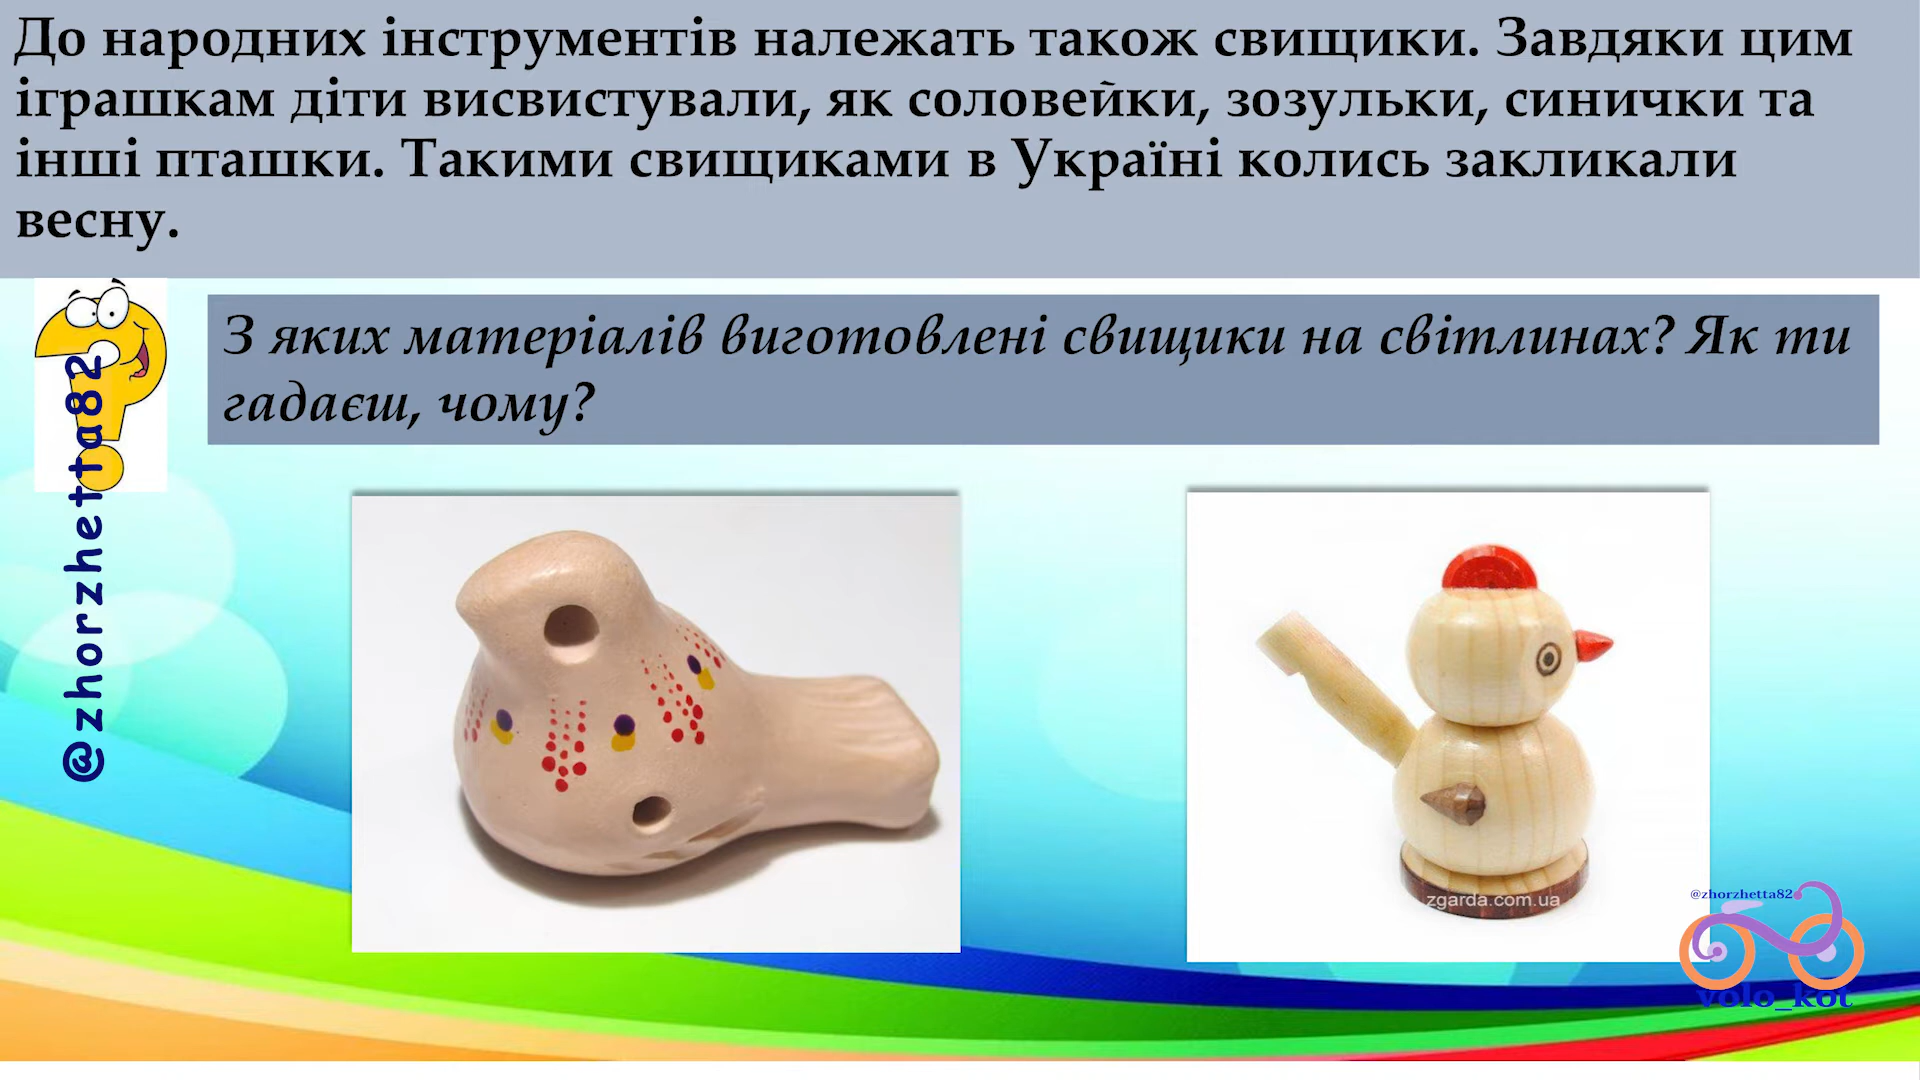 До народних інструментів належать також свищики. Завдяки цим
іграшкам діти висвистували, як соловейки, зозульки, синички та
інші пташки. Такими свищиками в Україні колись закликали
весну.
З яких матеріалів виготовлені свищики на світлинах? Як ти
гадаєш, чому?
@zhorzhetta82
zgarda.com.ua
@zhorzhetta82
volo_kot